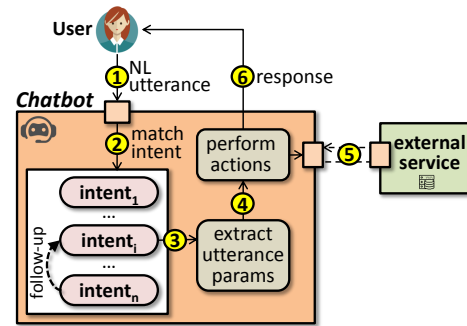 User
1
NL
utterance
6
response
Chatbot
2
match
intent
perform
actions
5
external
service
intent1
...
intenti
...
intentn
follow-up
3
4
extract
utterance
params